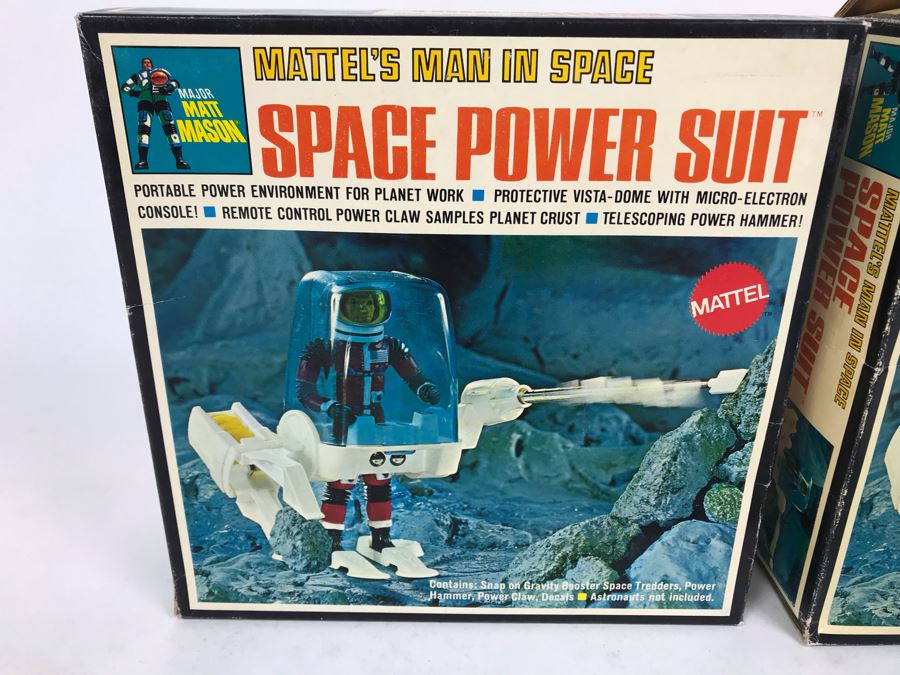 MATTEL'S MAN IN SPACE
MAJOR
MATT
MASON
SPACE POWER SUIT™
PORTABLE POWER ENVIRONMENT FOR PLANET WORK ■ PROTECTIVE VISTA-DOME WITH MICRO-ELECTRON
CONSOLE! ■ REMOTE CONTROL POWER CLAW SAMPLES PLANET CRUST ■ TELESCOPING POWER HAMMER!
MATTEL™
Contains: Snap on Gravity Booster Space Tredders, Power
Hammer, Power Claw, Decals ■ Astronauts not included.
MAJOR
MATT
MASON
MATTEL'S MAN IN SPACE
SPACE
POWER SUIT